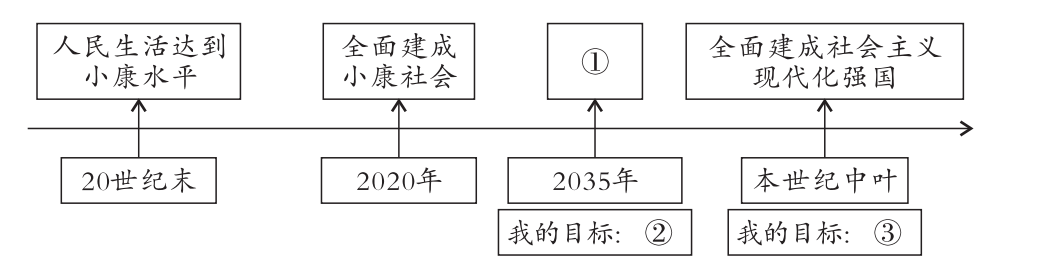 人民生活达到
小康水平
全面建成
小康社会
①
全面建成社会主义
现代化强国
20世纪末
2020年
2035年
本世纪中叶
我的目标: ②
我的目标: ③